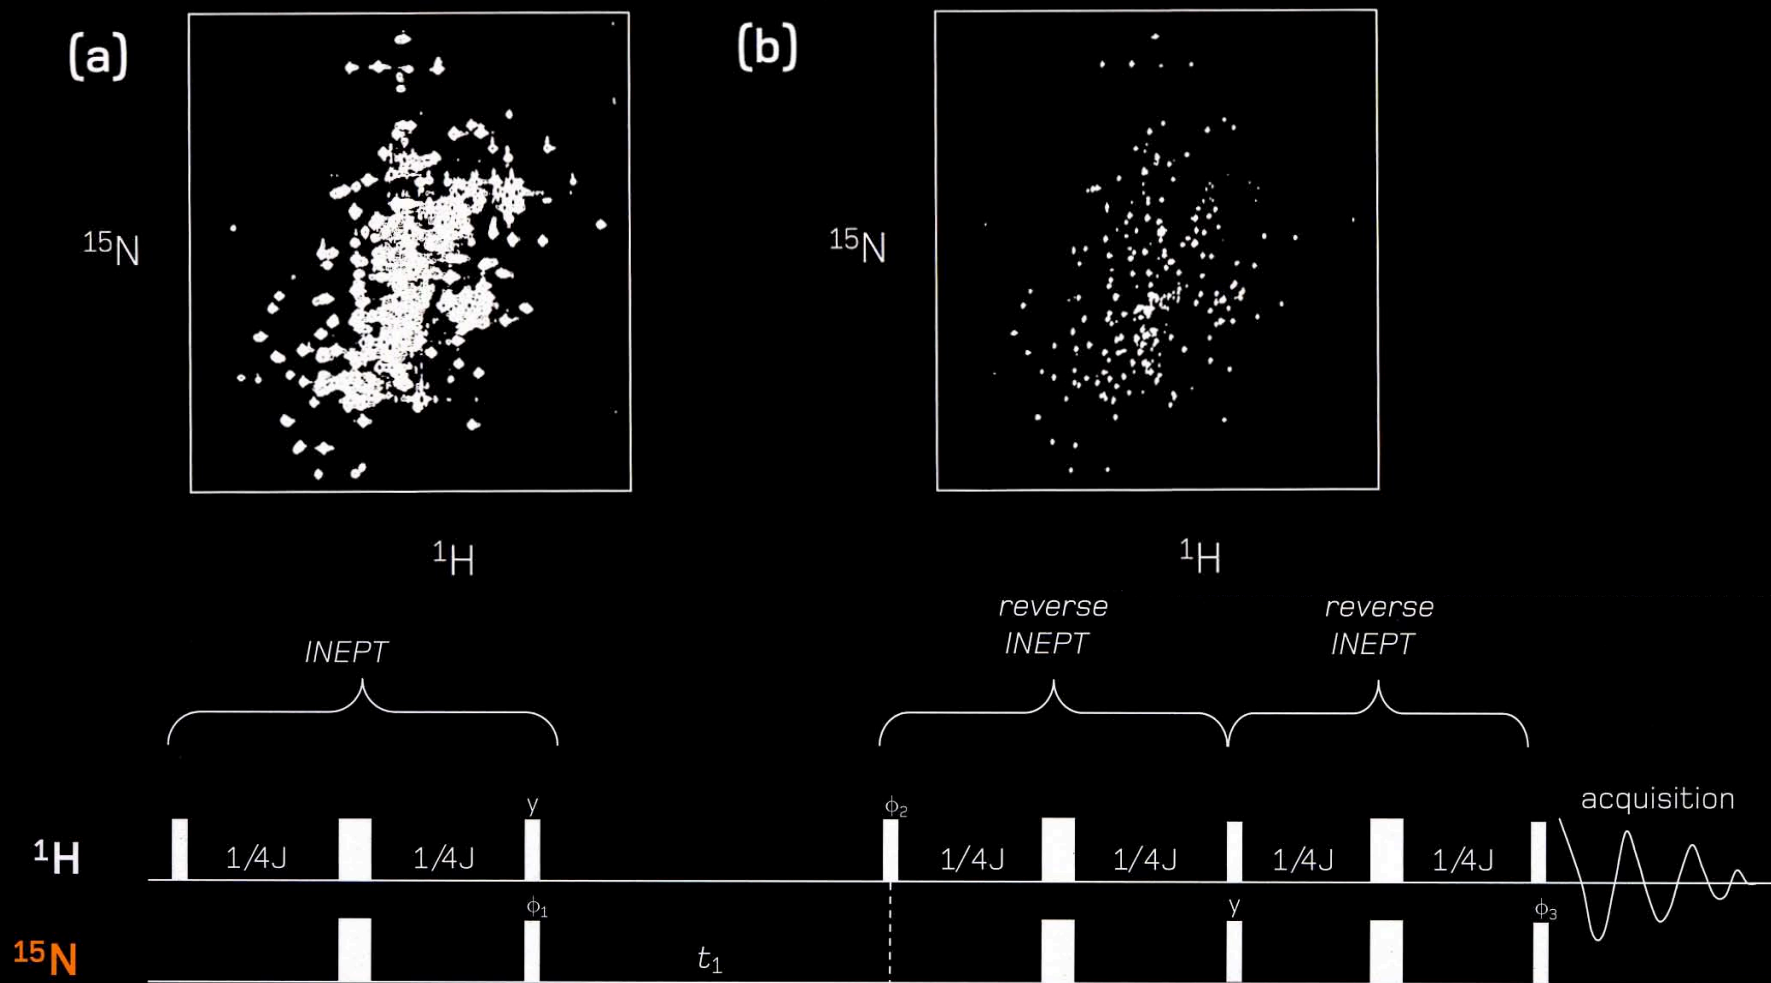 (a)
(b)
¹⁵N
¹⁵N
¹H
¹H
reverse
INEPT
reverse
INEPT
INEPT
acquisition
y
ϕ₂
¹H
1/4J
1/4J
1/4J
1/4J
1/4J
1/4J
ϕ₁
y
ϕ₃
¹⁵N
t₁